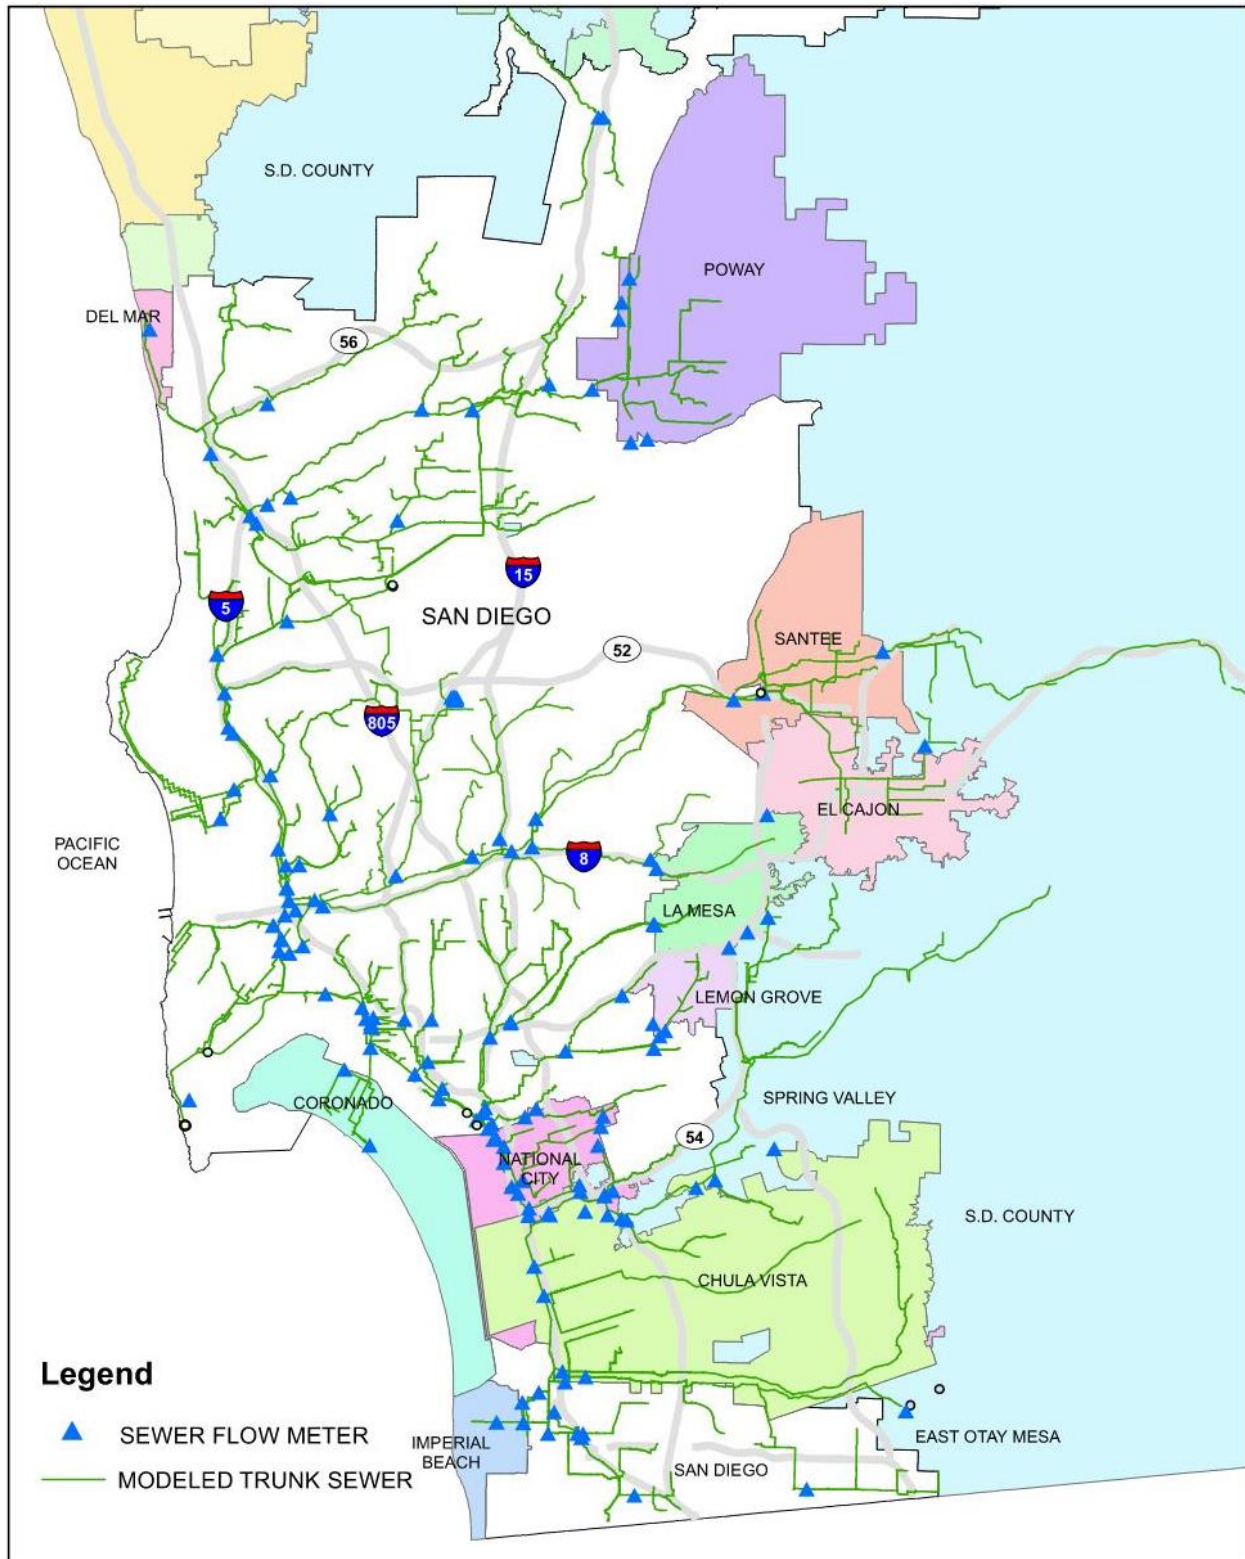 S.D. COUNTY
POWAY
DEL MAR
56
15
5
SAN DIEGO
SANTEE
52
805
EL CAJON
PACIFIC
OCEAN
8
LA MESA
LEMON GROVE
SPRING VALLEY
CORONADO
54
NATIONAL
CITY
S.D. COUNTY
CHULA VISTA
Legend
SEWER FLOW METER
MODELED TRUNK SEWER
IMPERIAL
BEACH
EAST OTAY MESA
SAN DIEGO